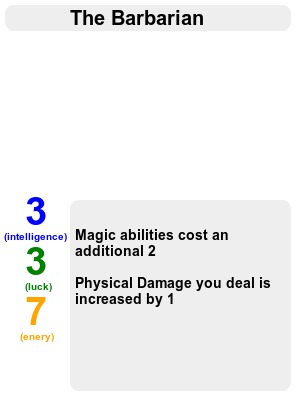 The Barbarian
3
(intelligence)
3
(luck)
7
(enery)
Magic abilities cost an
additional 2
Physical Damage you deal is
increased by 1